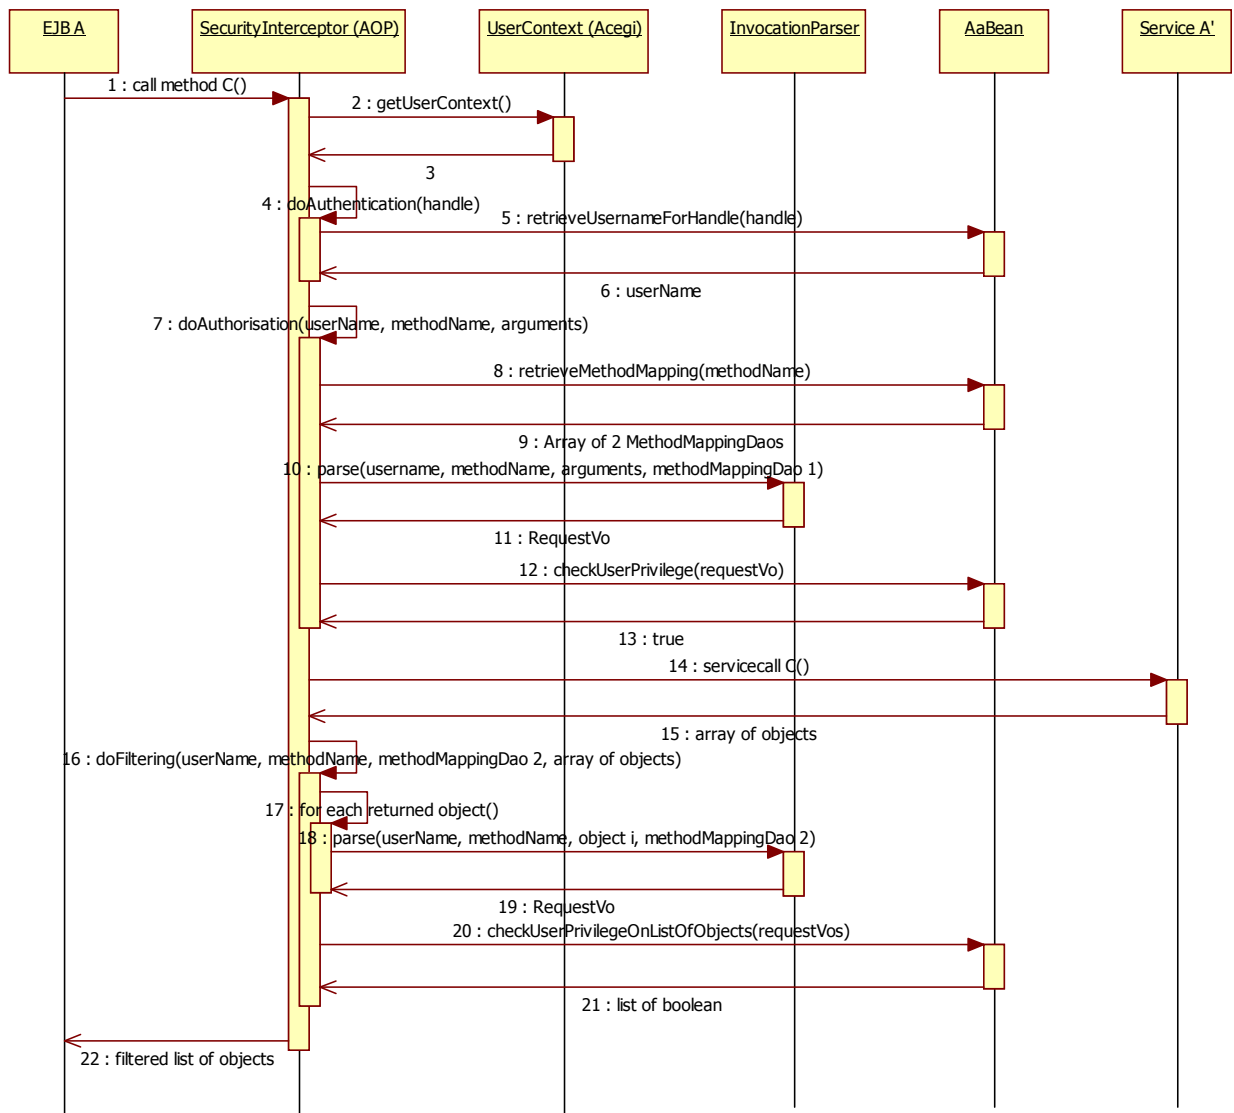 EJB A
SecurityInterceptor (AOP)
UserContext (Acegi)
InvocationParser
AaBean
Service A'
1 : call method C()
2 : getUserContext()
3
4 : doAuthentication(handle)
5 : retrieveUsernameForHandle(handle)
6 : userName
7 : doAuthorisation(userName, methodName, arguments)
8 : retrieveMethodMapping(methodName)
9 : Array of 2 MethodMappingDaos
10 : parse(username, methodName, arguments, methodMappingDao 1)
11 : RequestVo
12 : checkUserPrivilege(requestVo)
13 : true
14 : servicecall C()
15 : array of objects
16 : doFiltering(userName, methodName, methodMappingDao 2, array of objects)
17 : for each returned object()
18 : parse(userName, methodName, object i, methodMappingDao 2)
19 : RequestVo
20 : checkUserPrivilegeOnListOfObjects(requestVos)
21 : list of boolean
22 : filtered list of objects